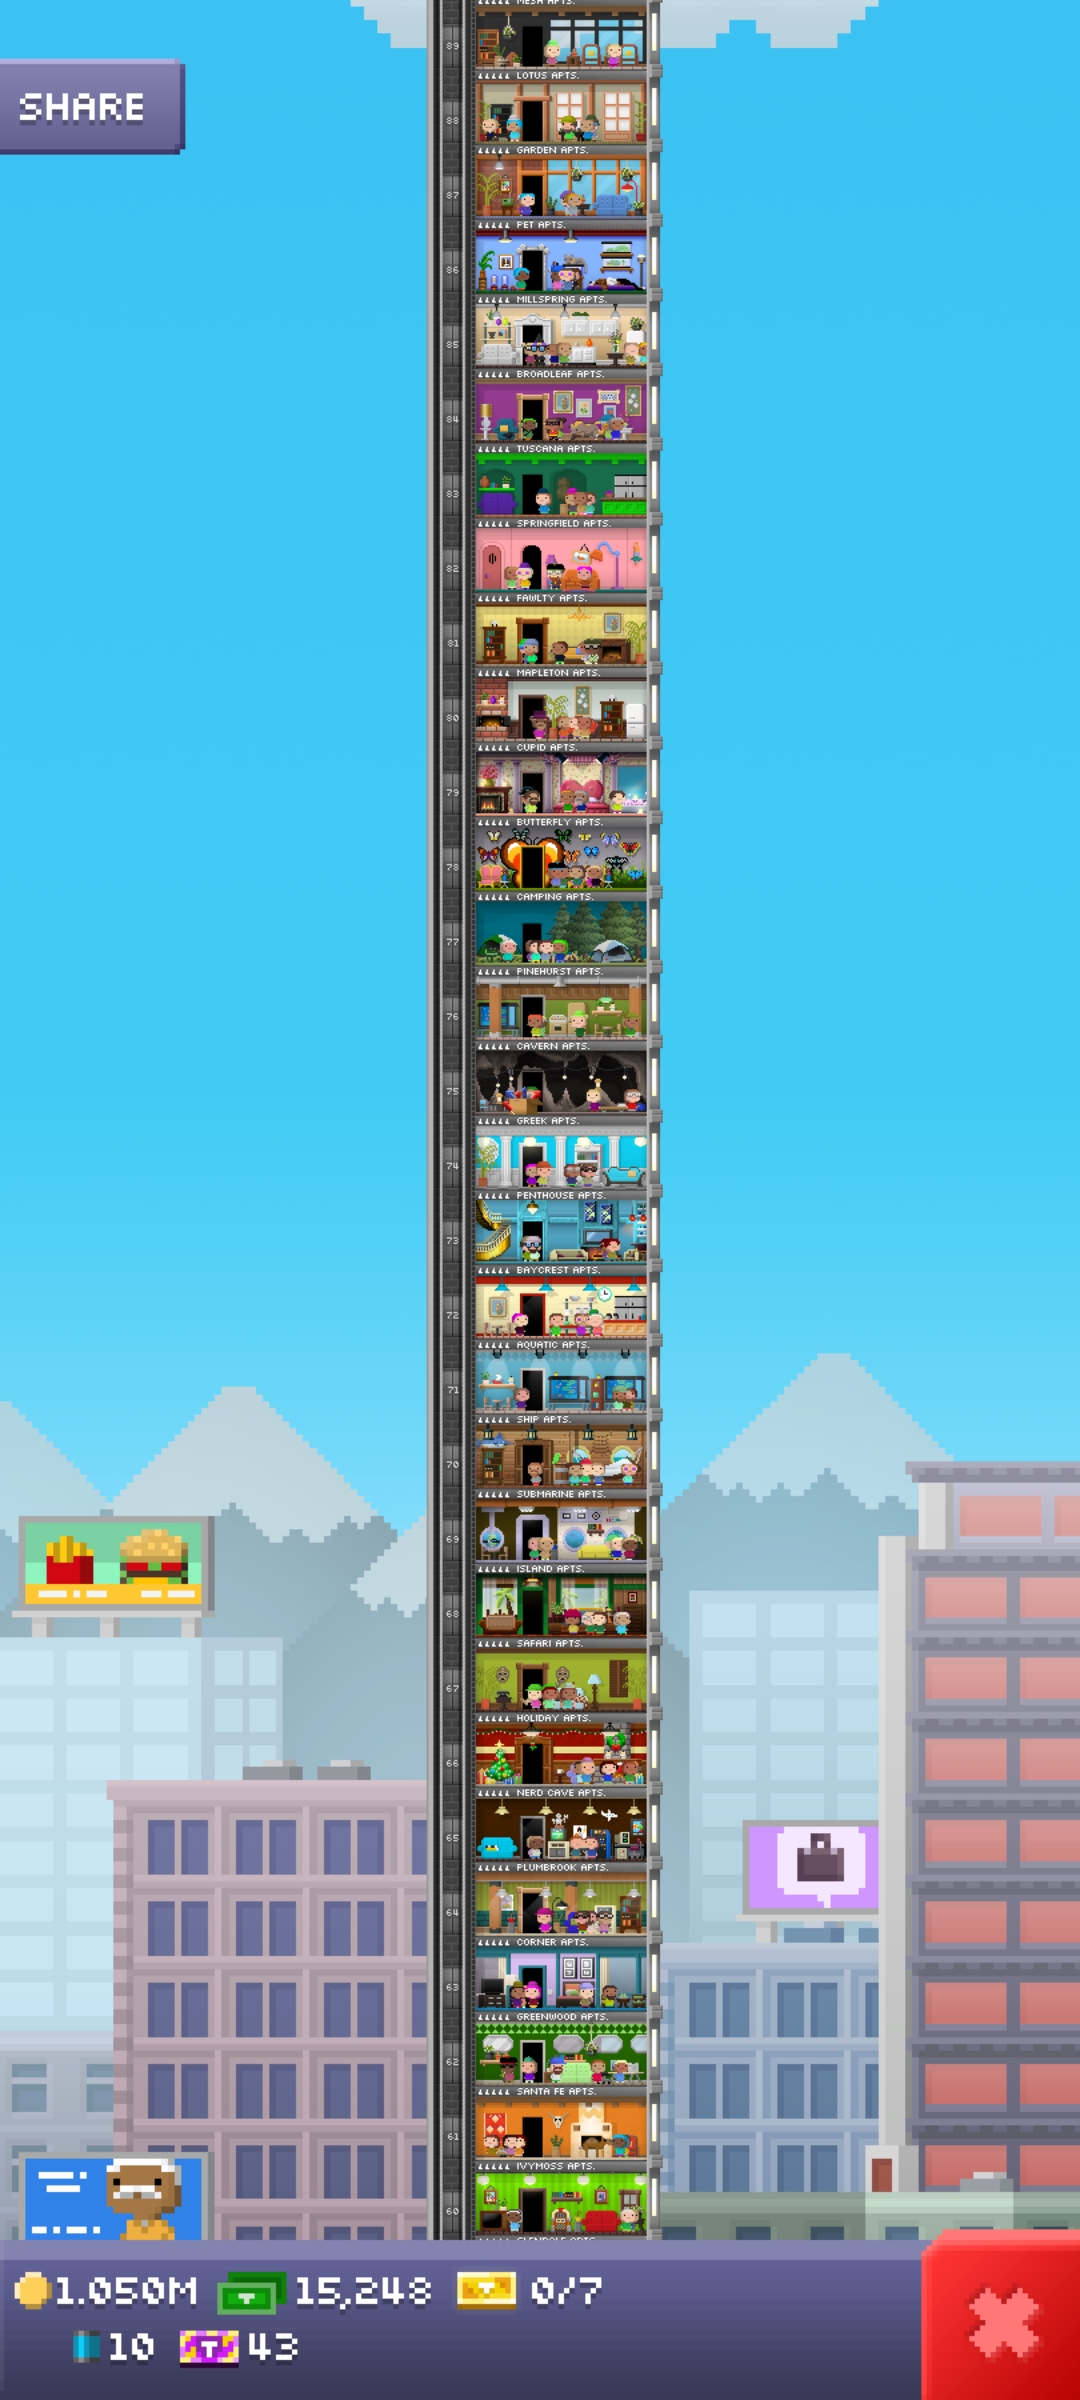 MESA APTS.
89
SHARE
LOTUS APTS.
88
GARDEN APTS.
87
PET APTS.
86
MILLSPRING APTS.
85
BROADLEAF APTS.
84
TUSCANA APTS.
83
SPRINGFIELD APTS.
82
FAWLTY APTS.
81
MAPLETON APTS.
80
CUPID APTS.
79
BUTTERFLY APTS.
78
CAMPING APTS.
77
PINEHURST APTS.
76
CAVERN APTS.
75
GREEK APTS.
74
PENTHOUSE APTS.
73
BAYCREST APTS.
72
AQUATIC APTS.
71
SHIP APTS.
70
SUBMARINE APTS.
69
ISLAND APTS.
68
SAFARI APTS.
67
HOLIDAY APTS.
66
NERD CAVE APTS.
65
PLUMBROOK APTS.
64
CORNER APTS.
63
GREENWOOD APTS.
62
SANTA FE APTS.
61
IVYMOSS APTS.
60
1.050M 15,248 0/7
10 43